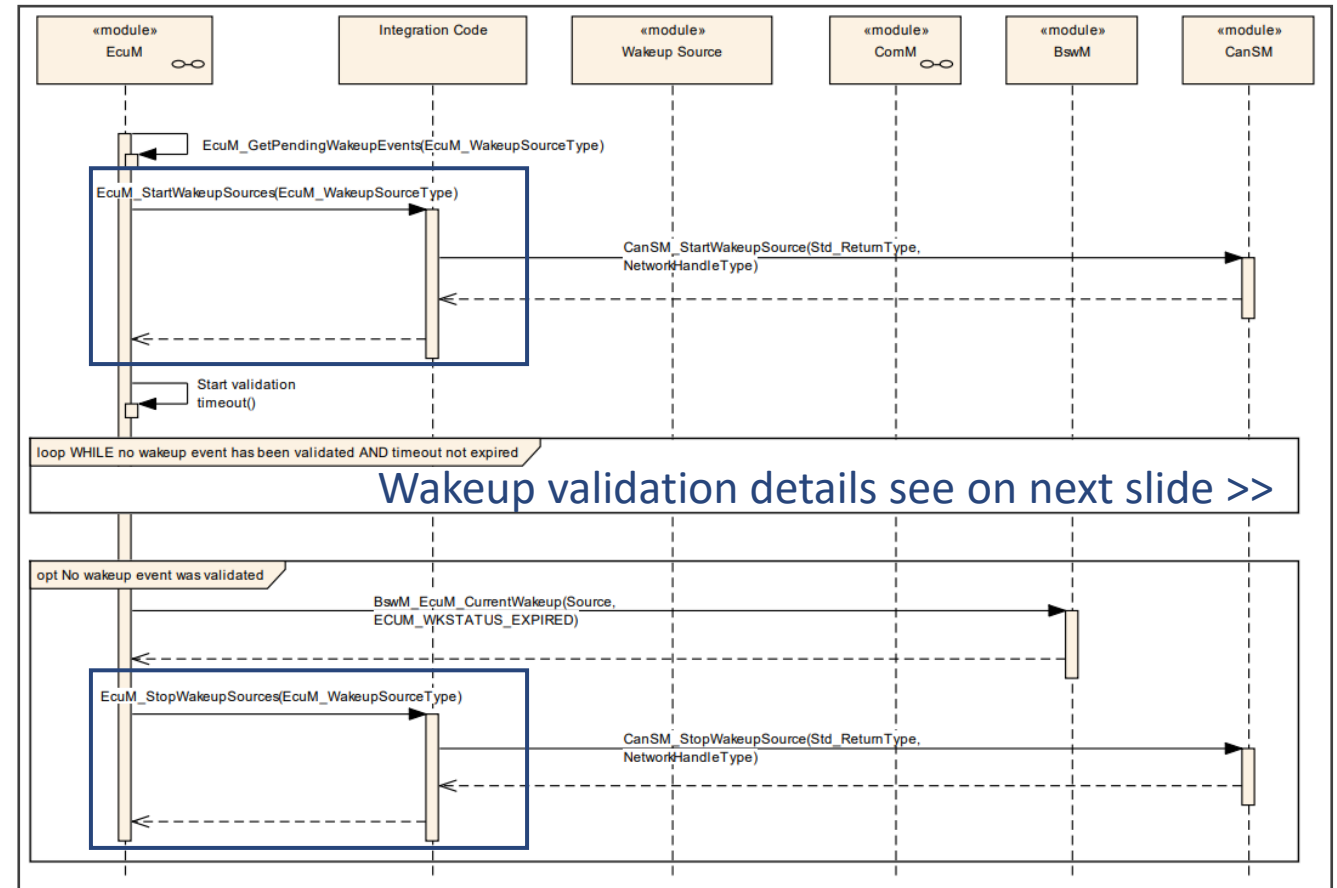 «module»
EcuM
Integration Code
«module»
Wakeup Source
«module»
ComM
«module»
BswM
«module»
CanSM
EcuM_GetPendingWakeupEvents(EcuM_WakeupSourceType)
EcuM_StartWakeupSources(EcuM_WakeupSourceType)
CanSM_StartWakeupSource(Std_ReturnType,
NetworkHandleType)
Start validation
timeout()
loop WHILE no wakeup event has been validated AND timeout not expired
Wakeup validation details see on next slide >>
opt No wakeup event was validated
BswM_EcuM_CurrentWakeup(Source,
ECUM_WKSTATUS_EXPIRED)
EcuM_StopWakeupSources(EcuM_WakeupSourceType)
CanSM_StopWakeupSource(Std_ReturnType,
NetworkHandleType)